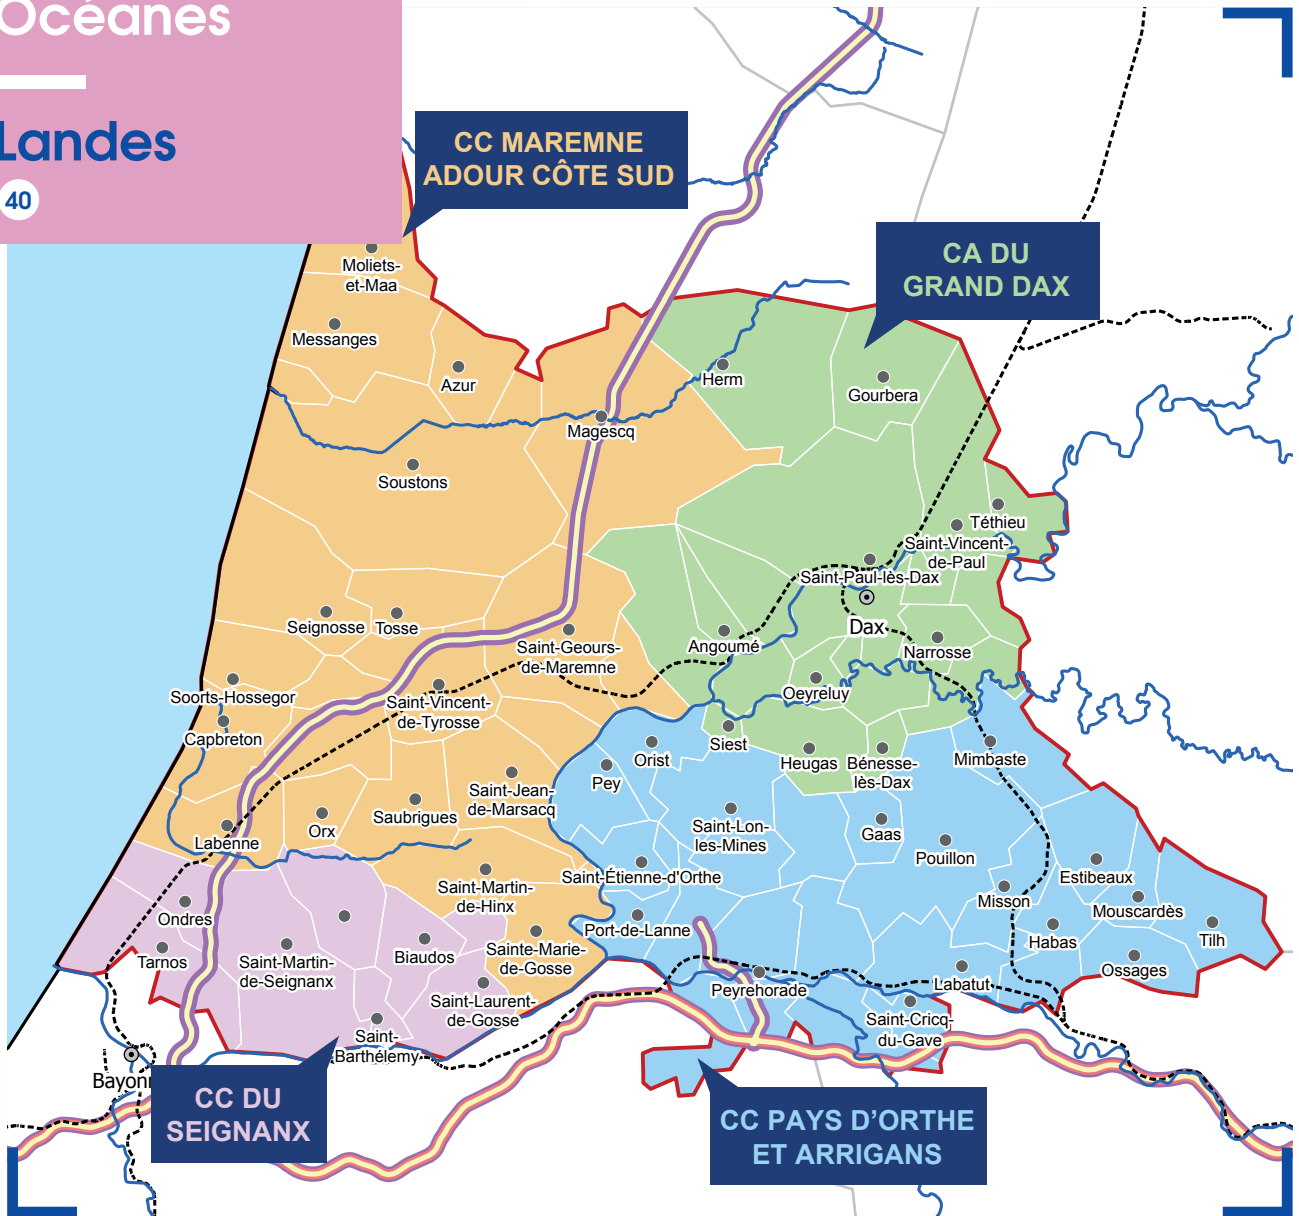 Océanes
Landes
40
CC MAREMNE
ADOUR CÔTE SUD
CA DU
GRAND DAX
Moliets-
et-Maa
Messanges
Azur
Herm
Gourbera
Magescq
Soustons
Téthieu
Saint-Vincent-
de-Paul
Saint-Paul-lès-Dax
Dax
Seignosse
Tosse
Saint-Geours-
de-Maremne
Angoumé
Narrosse
Soorts-Hossegor
Saint-Vincent-
de-Tyrosse
Oeyreluy
Capbreton
Siest
Orist
Heugas
Bénesse-
lès-Dax
Mimbaste
Pey
Saint-Jean-
de-Marsacq
Saubrigues
Orx
Labenne
Saint-Lon-
les-Mines
Gaas
Pouillon
Saint-Étienne-d'Orthe
Estibeaux
Saint-Martin-
de-Hinx
Misson
Mouscardès
Ondres
Port-de-Lanne
Habas
Tilh
Tarnos
Saint-Martin-
de-Seignanx
Biaudos
Sainte-Marie-
de-Gosse
Ossages
Peyrehorade
Labatut
Saint-Laurent-
de-Gosse
Saint-Cricq-
du-Gave
Saint-
Barthélemy
Bayonn
CC DU
SEIGNANX
CC PAYS D'ORTHE
ET ARRIGANS